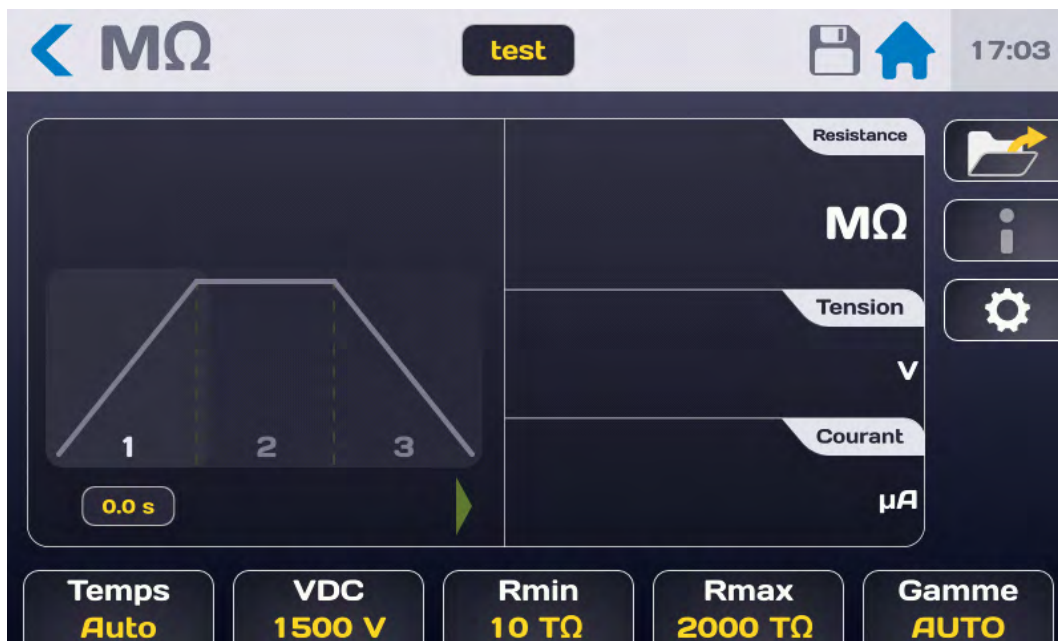 MΩ
test
17:03
Resistance
MΩ
Tension
V
Courant
µA
1 2 3
0.0 s
Temps VDC Rmin Rmax Gamme
Auto 1500 V 10 TΩ 2000 TΩ AUTO